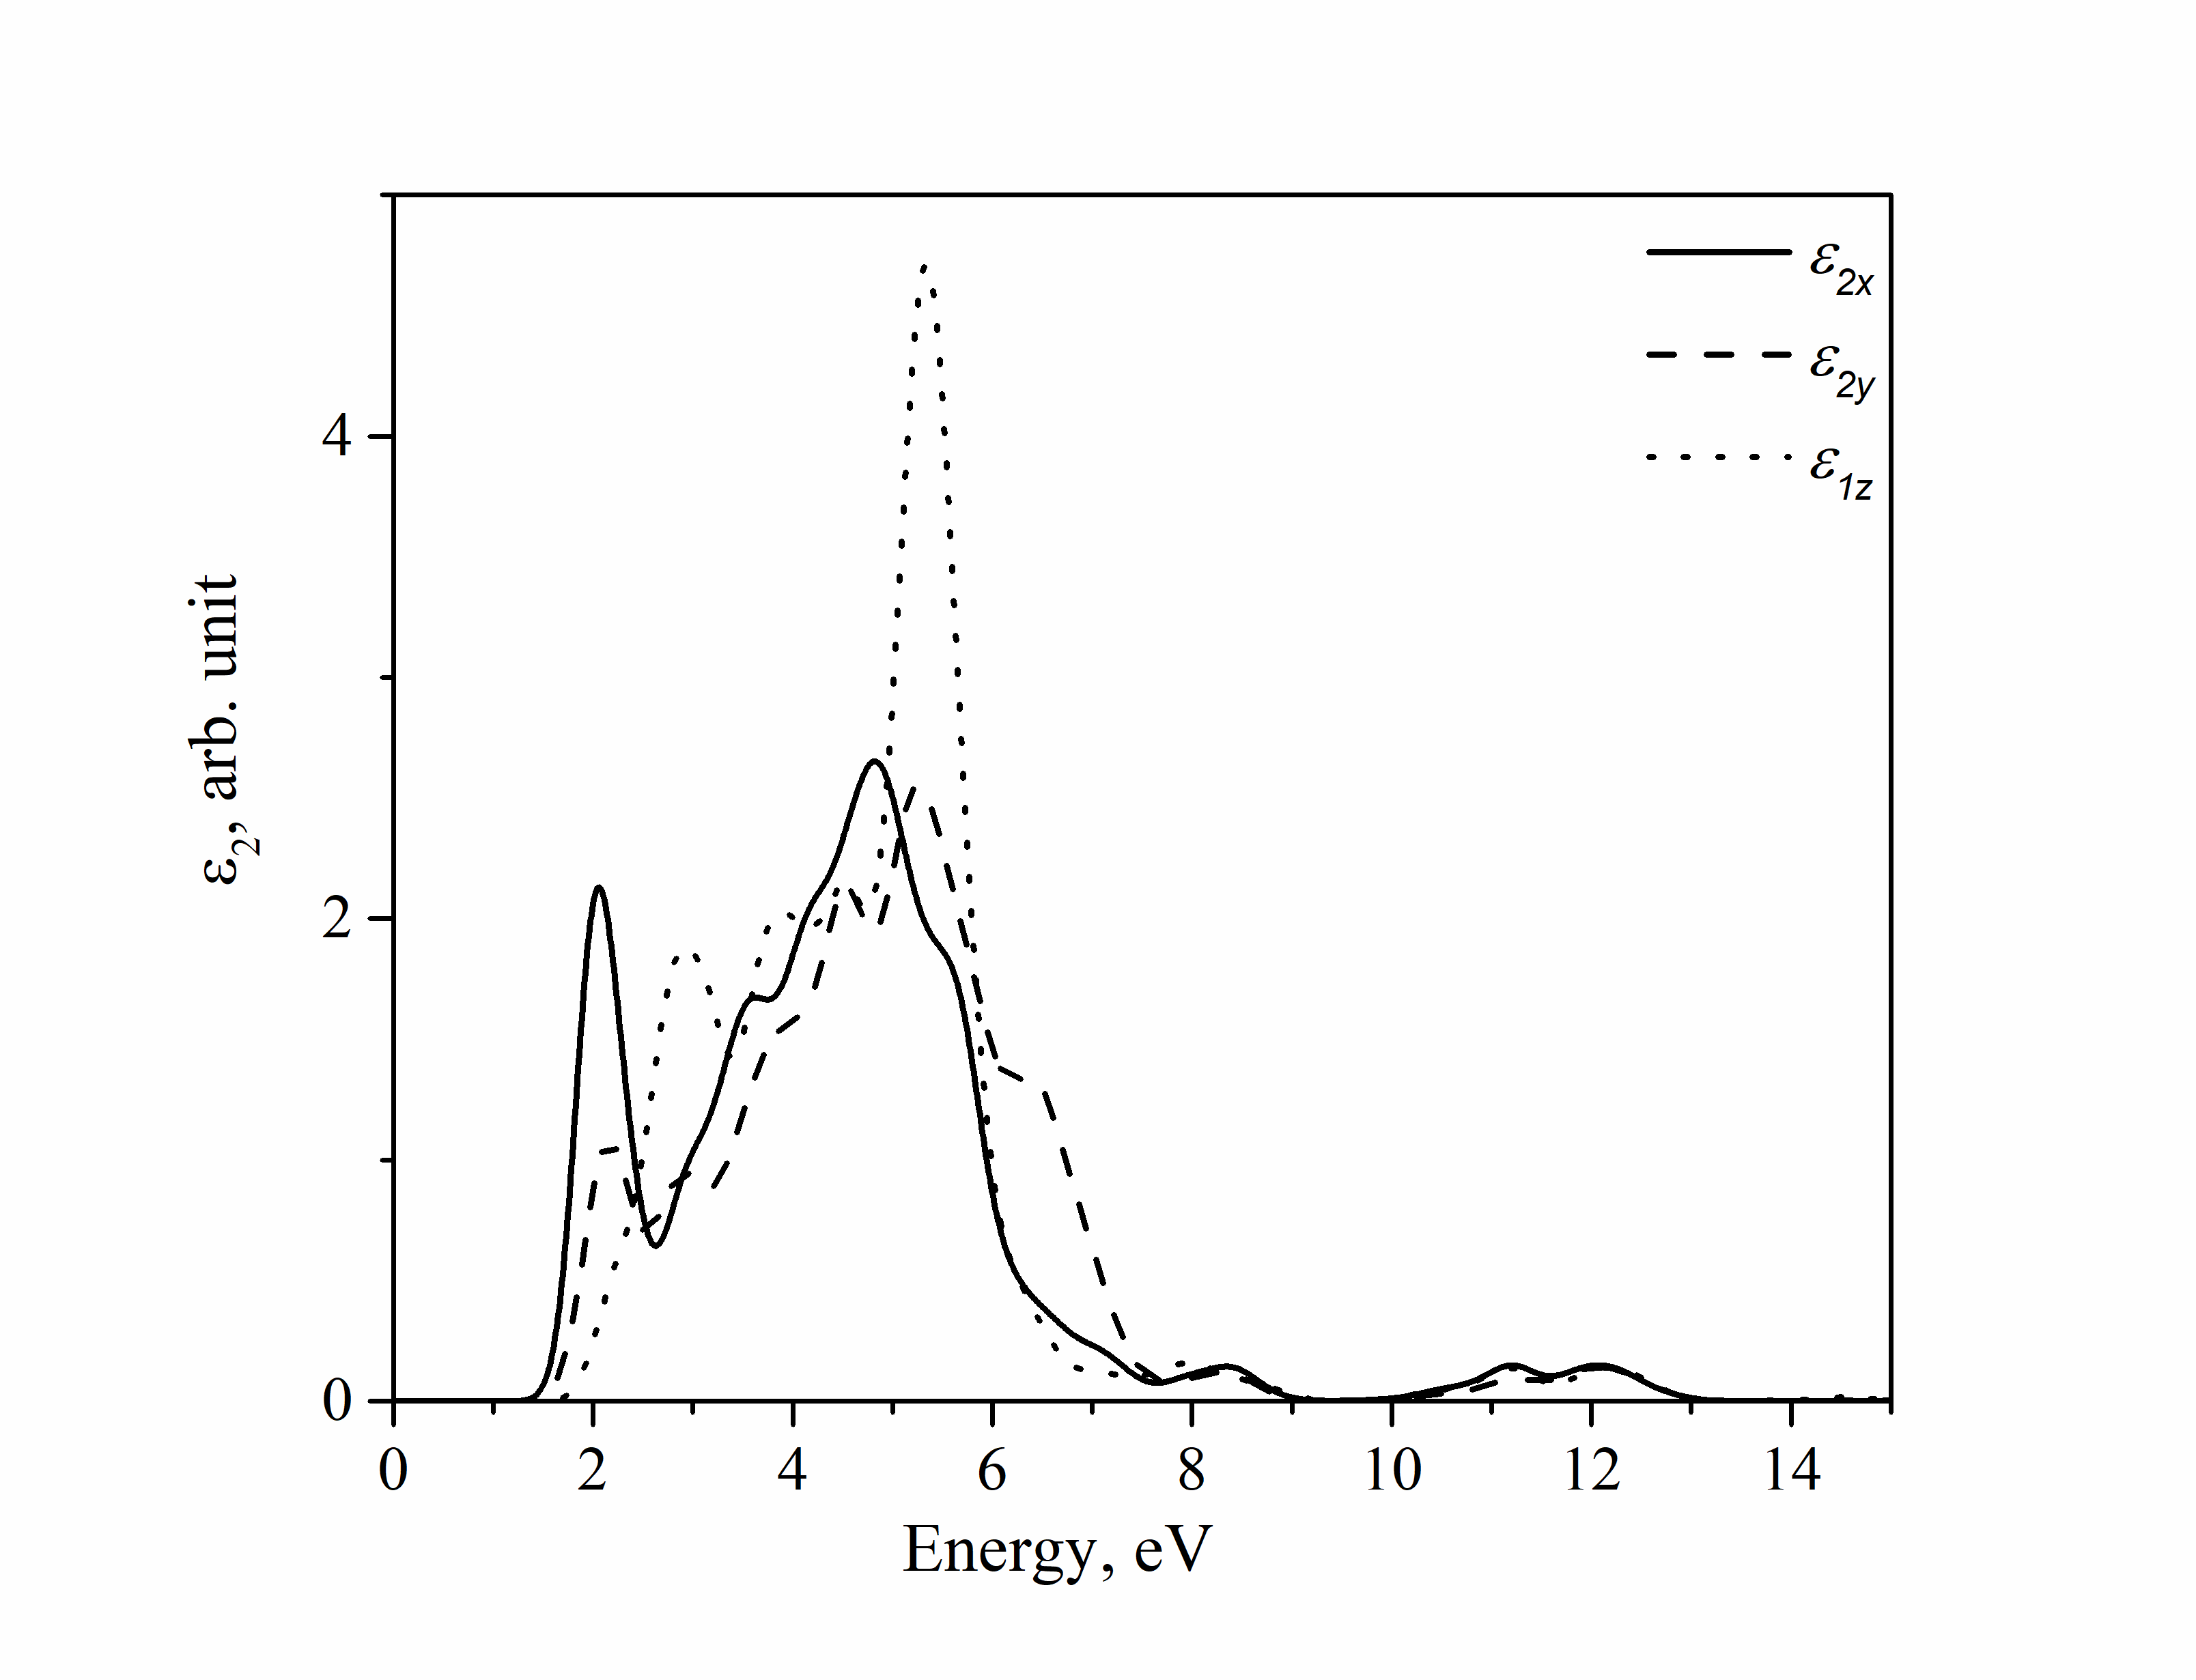 ε2x
ε2y
ε1z
4
2
0
ε2, arb. unit
0 2 4 6 8 10 12 14
Energy, eV